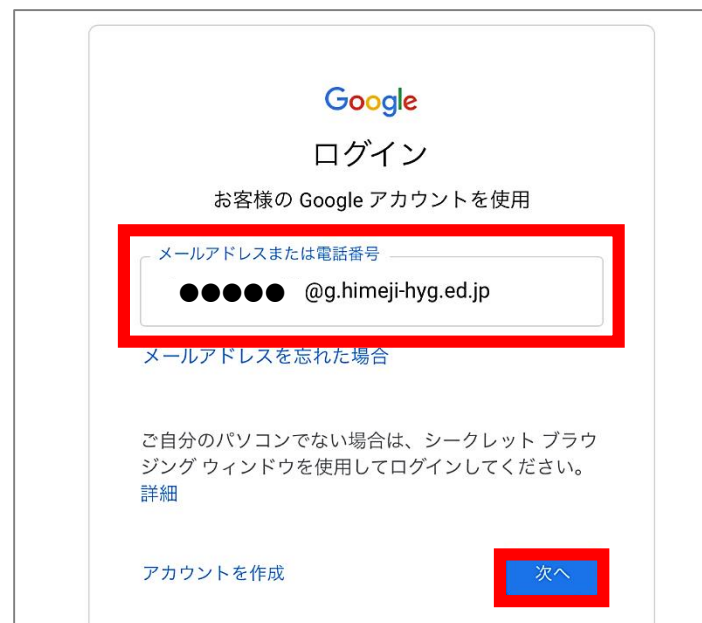 Google
ログイン
お客様の Google アカウントを使用
メールアドレスまたは電話番号
●●●●● @g.himeji-hyg.ed.jp
メールアドレスを忘れた場合
ご自分のパソコンでない場合は、シークレット ブラウ
ジング ウィンドウを使用してログインしてください。
詳細
アカウントを作成
次へ